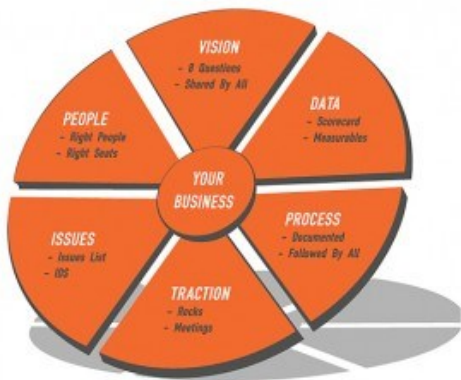 VISION
- 8 Questions
- Shared By All
DATA
- Scorecard
- Measurables
PROCESS
- Documented
- Followed By All
TRACTION
- Rocks
- Meetings
ISSUES
- Issues List
- IDS
PEOPLE
- Right People
- Right Seats
YOUR
BUSINESS